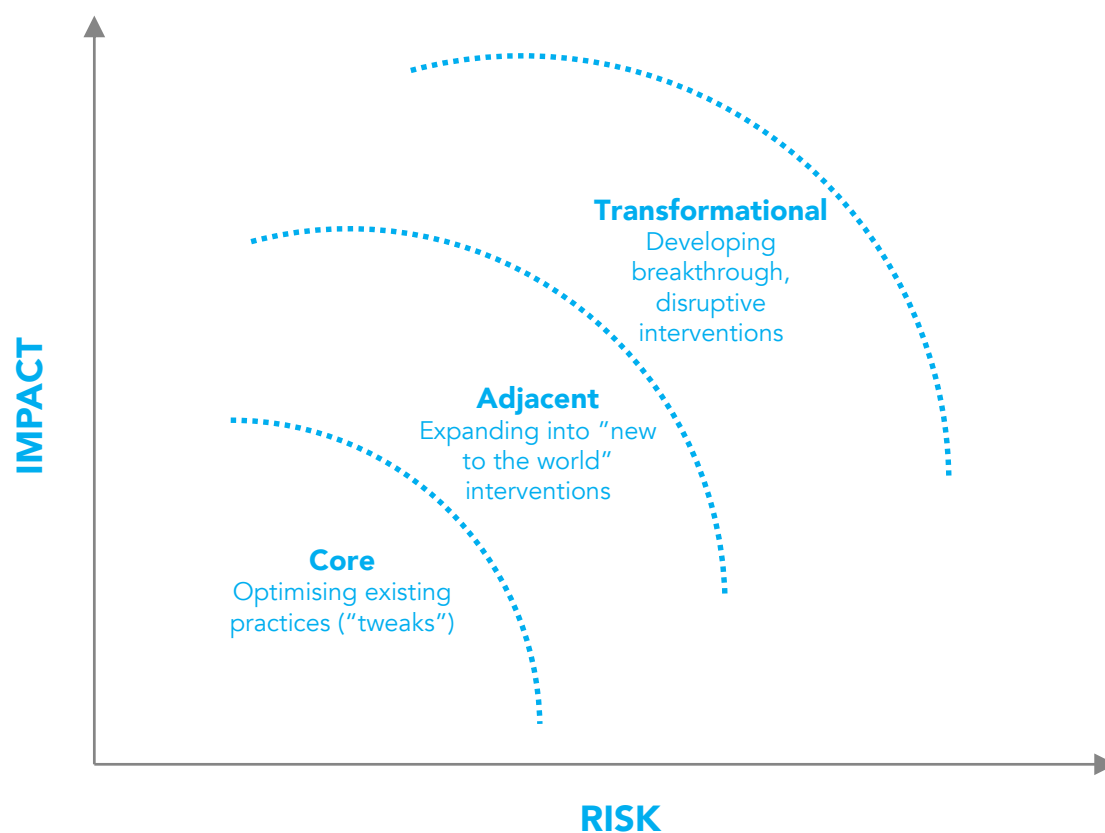 Transformational
Developing
breakthrough,
disruptive
interventions
IMPACT
Adjacent
Expanding into “new
to the world“
interventions
Core
Optimising existing
practices (“tweaks”)
RISK